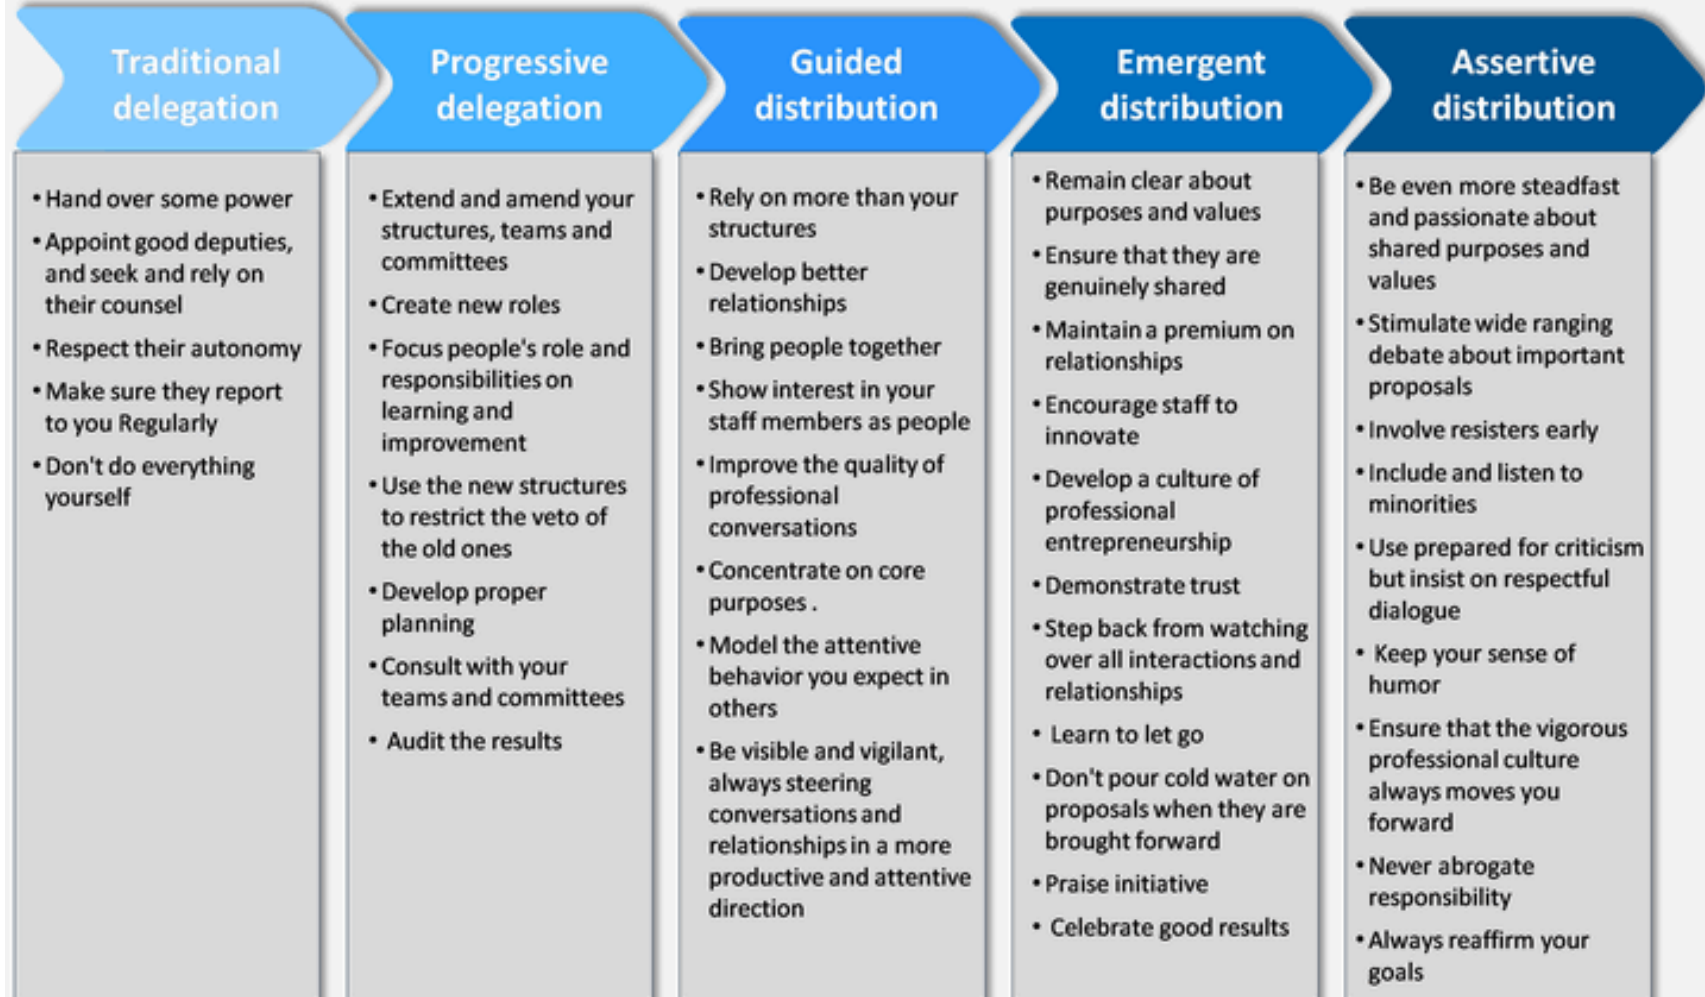 Traditional
delegation
• Hand over some power
• Appoint good deputies,
and seek and rely on
their counsel
• Respect their autonomy
• Make sure they report
to you Regularly
• Don't do everything
yourself
Progressive
delegation
• Extend and amend your
structures, teams and
committees
• Create new roles
• Focus people's role and
responsibilities on
learning and
improvement
• Use the new structures
to restrict the veto of
the old ones
• Develop proper
planning
• Consult with your
teams and committees
• Audit the results
Guided
distribution
• Rely on more than your
structures
• Develop better
relationships
• Bring people together
• Show interest in your
staff members as people
• Improve the quality of
professional
conversations
• Concentrate on core
purposes .
• Model the attentive
behavior you expect in
others
• Be visible and vigilant,
always steering
conversations and
relationships in a more
productive and attentive
direction
Emergent
distribution
• Remain clear about
purposes and values
• Ensure that they are
genuinely shared
• Maintain a premium on
relationships
• Encourage staff to
innovate
• Develop a culture of
professional
entrepreneurship
• Demonstrate trust
• Step back from watching
over all interactions and
relationships
• Learn to let go
• Don't pour cold water on
proposals when they are
brought forward
• Praise initiative
• Celebrate good results
Assertive
distribution
• Be even more steadfast
and passionate about
shared purposes and
values
• Stimulate wide ranging
debate about important
proposals
• Involve resisters early
• Include and listen to
minorities
• Use prepared for criticism
but insist on respectful
dialogue
• Keep your sense of
humor
• Ensure that the vigorous
professional culture
always moves you
forward
• Never abrogate
responsibility
• Always reaffirm your
goals